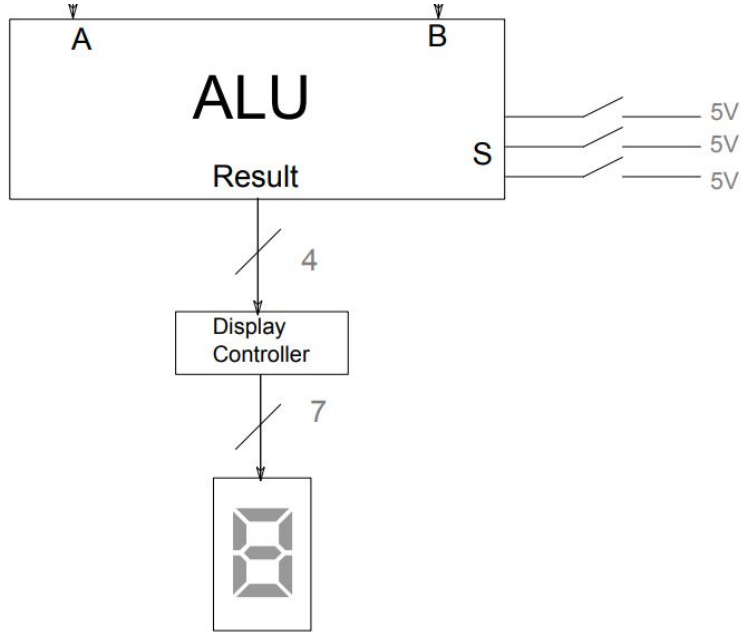 A
B
ALU
5V
5V
S
5V
Result
4
Display
Controller
7